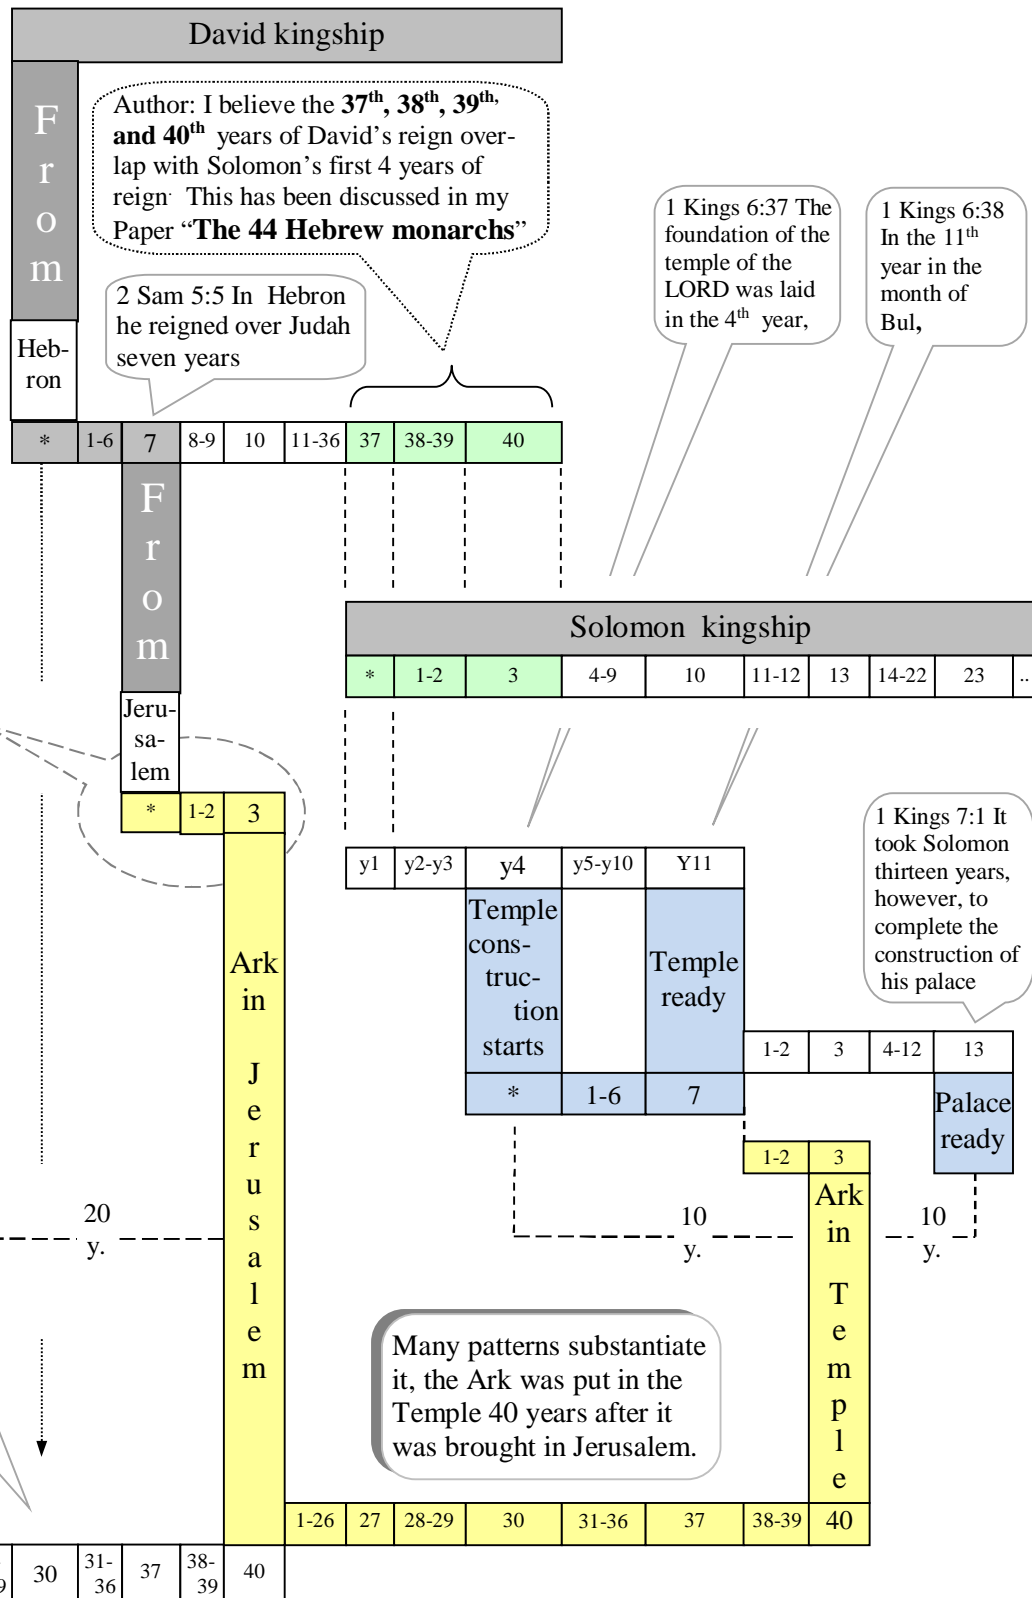 David kingship
F
r
o
m
Author: I believe the 37th, 38th, 39th,
and 40th years of David’s reign over-
lap with Solomon’s first 4 years of
reign. This has been discussed in my
Paper “The 44 Hebrew monarchs”
1 Kings 6:37 The
foundation of the
temple of the
LORD was laid
in the 4th year,
1 Kings 6:38
In the 11th
year in the
month of
Bul,
2 Sam 5:5 In Hebron
he reigned over Judah
seven years
Heb-
ron
* 1-6 7 8-9 10 11-36 37 38-39 40
F
r
o
m
Jeru-
sa-
lem
Solomon kingship
* 1-2 3 4-9 10 11-12 13 14-22 23 ..
* 1-2 3
1 Kings 7:1 It
took Solomon
thirteen years,
however, to
complete the
construction of
his palace
y1 y2-y3 y4 y5-y10 Y11
Temple
cons-
truc-
tion
starts
Temple
ready
Ark
in
J
e
r
u
s
a
l
e
m
1-2 3 4-12 13
* 1-6 7
Palace
ready
1-2 3
Ark
in
T
e
m
p
l
e
20
y.
10
y.
10
y.
Many patterns substantiate
it, the Ark was put in the
Temple 40 years after it
was brought in Jerusalem.
1-26 27 28-29 30 31-36 37 38-39 40
9 30 31-
36 37 38-
39 40